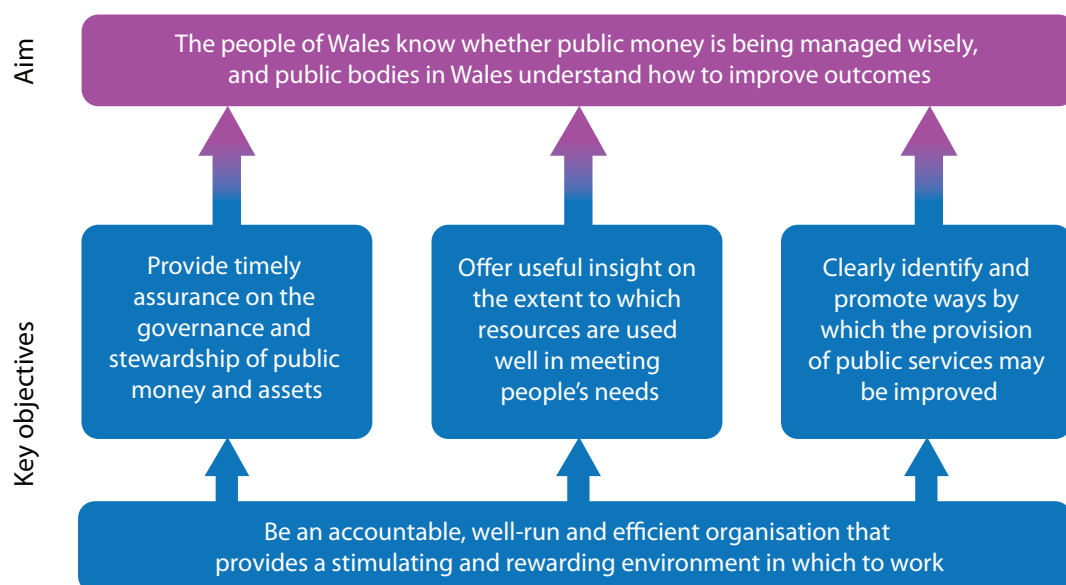 Aim
The people of Wales know whether public money is being managed wisely,
and public bodies in Wales understand how to improve outcomes
Key objectives
Provide timely
assurance on the
governance and
stewardship of public
money and assets
Offer useful insight on
the extent to which
resources are used
well in meeting
people’s needs
Clearly identify and
promote ways by
which the provision
of public services may
be improved
Be an accountable, well-run and efficient organisation that
provides a stimulating and rewarding environment in which to work